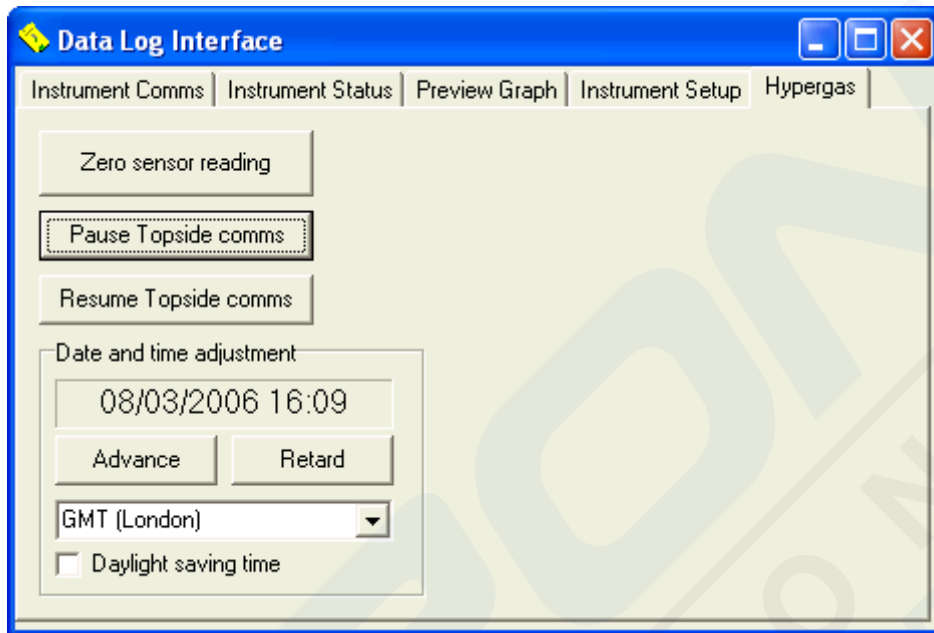 Data Log Interface
Instrument Comms Instrument Status Preview Graph Instrument Setup Hypergas
Zero sensor reading
Pause Topside comms
Resume Topside comms
Date and time adjustment
08/03/2006 16:09
Advance Retard
GMT (London)
Daylight saving time